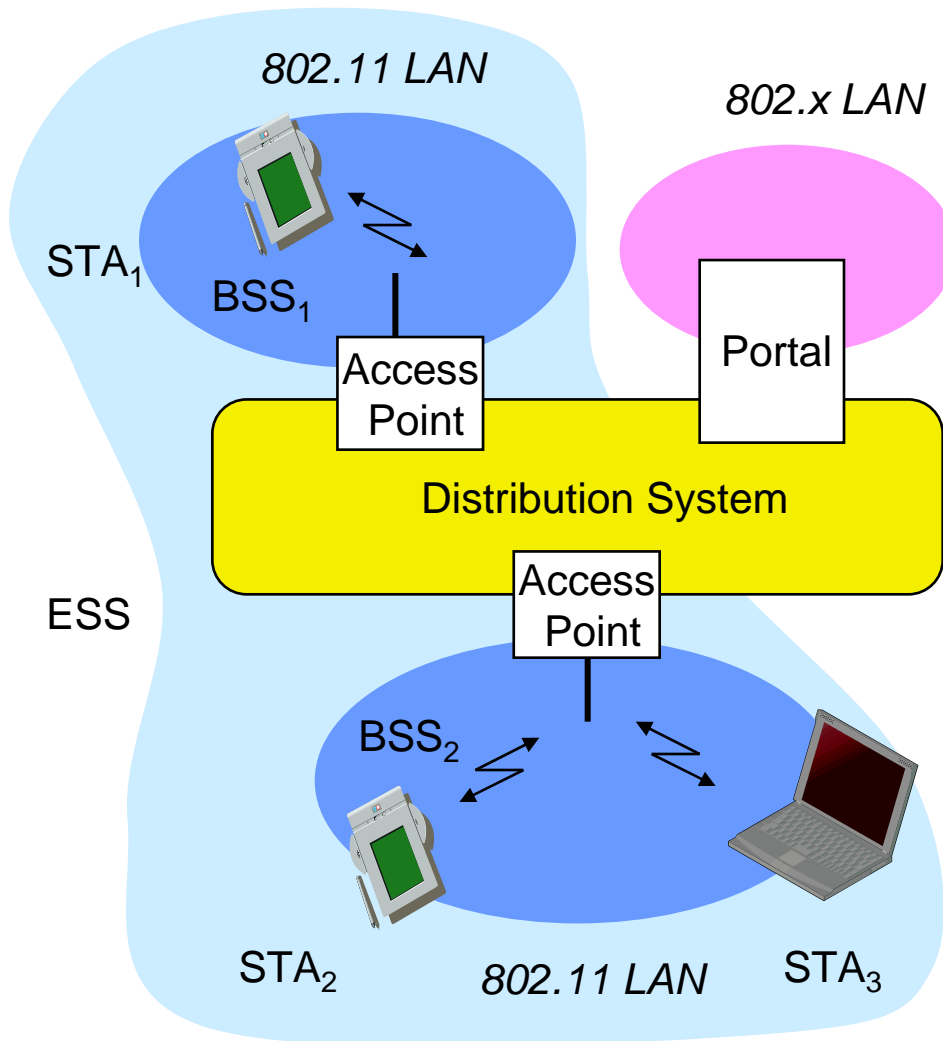 802.11 LAN
802.x LAN
STA₁
BSS₁
Access
Point
Portal
Distribution System
Access
Point
ESS
BSS₂
STA₂
802.11 LAN
STA₃